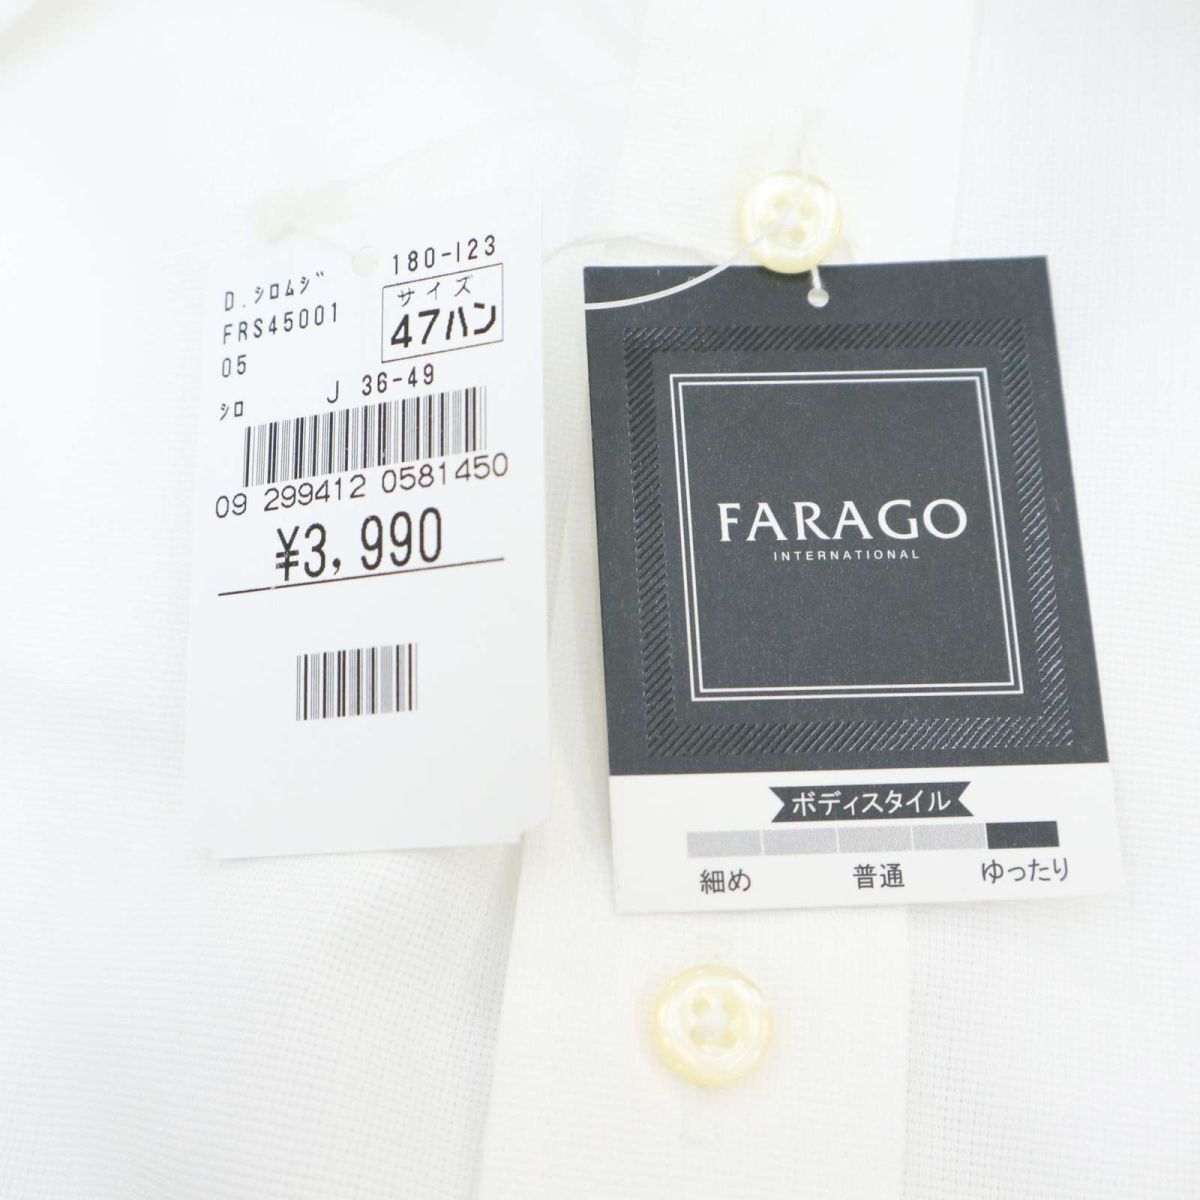 180-123
D.ｼﾛﾑｼﾞ
FRS45001
05
サイズ
47ハン
ｼﾛ
J 36-49
09 299412 0581450
¥3,990
FARAGO
INTERNATIONAL
ボディスタイル
細め 普通 ゆったり